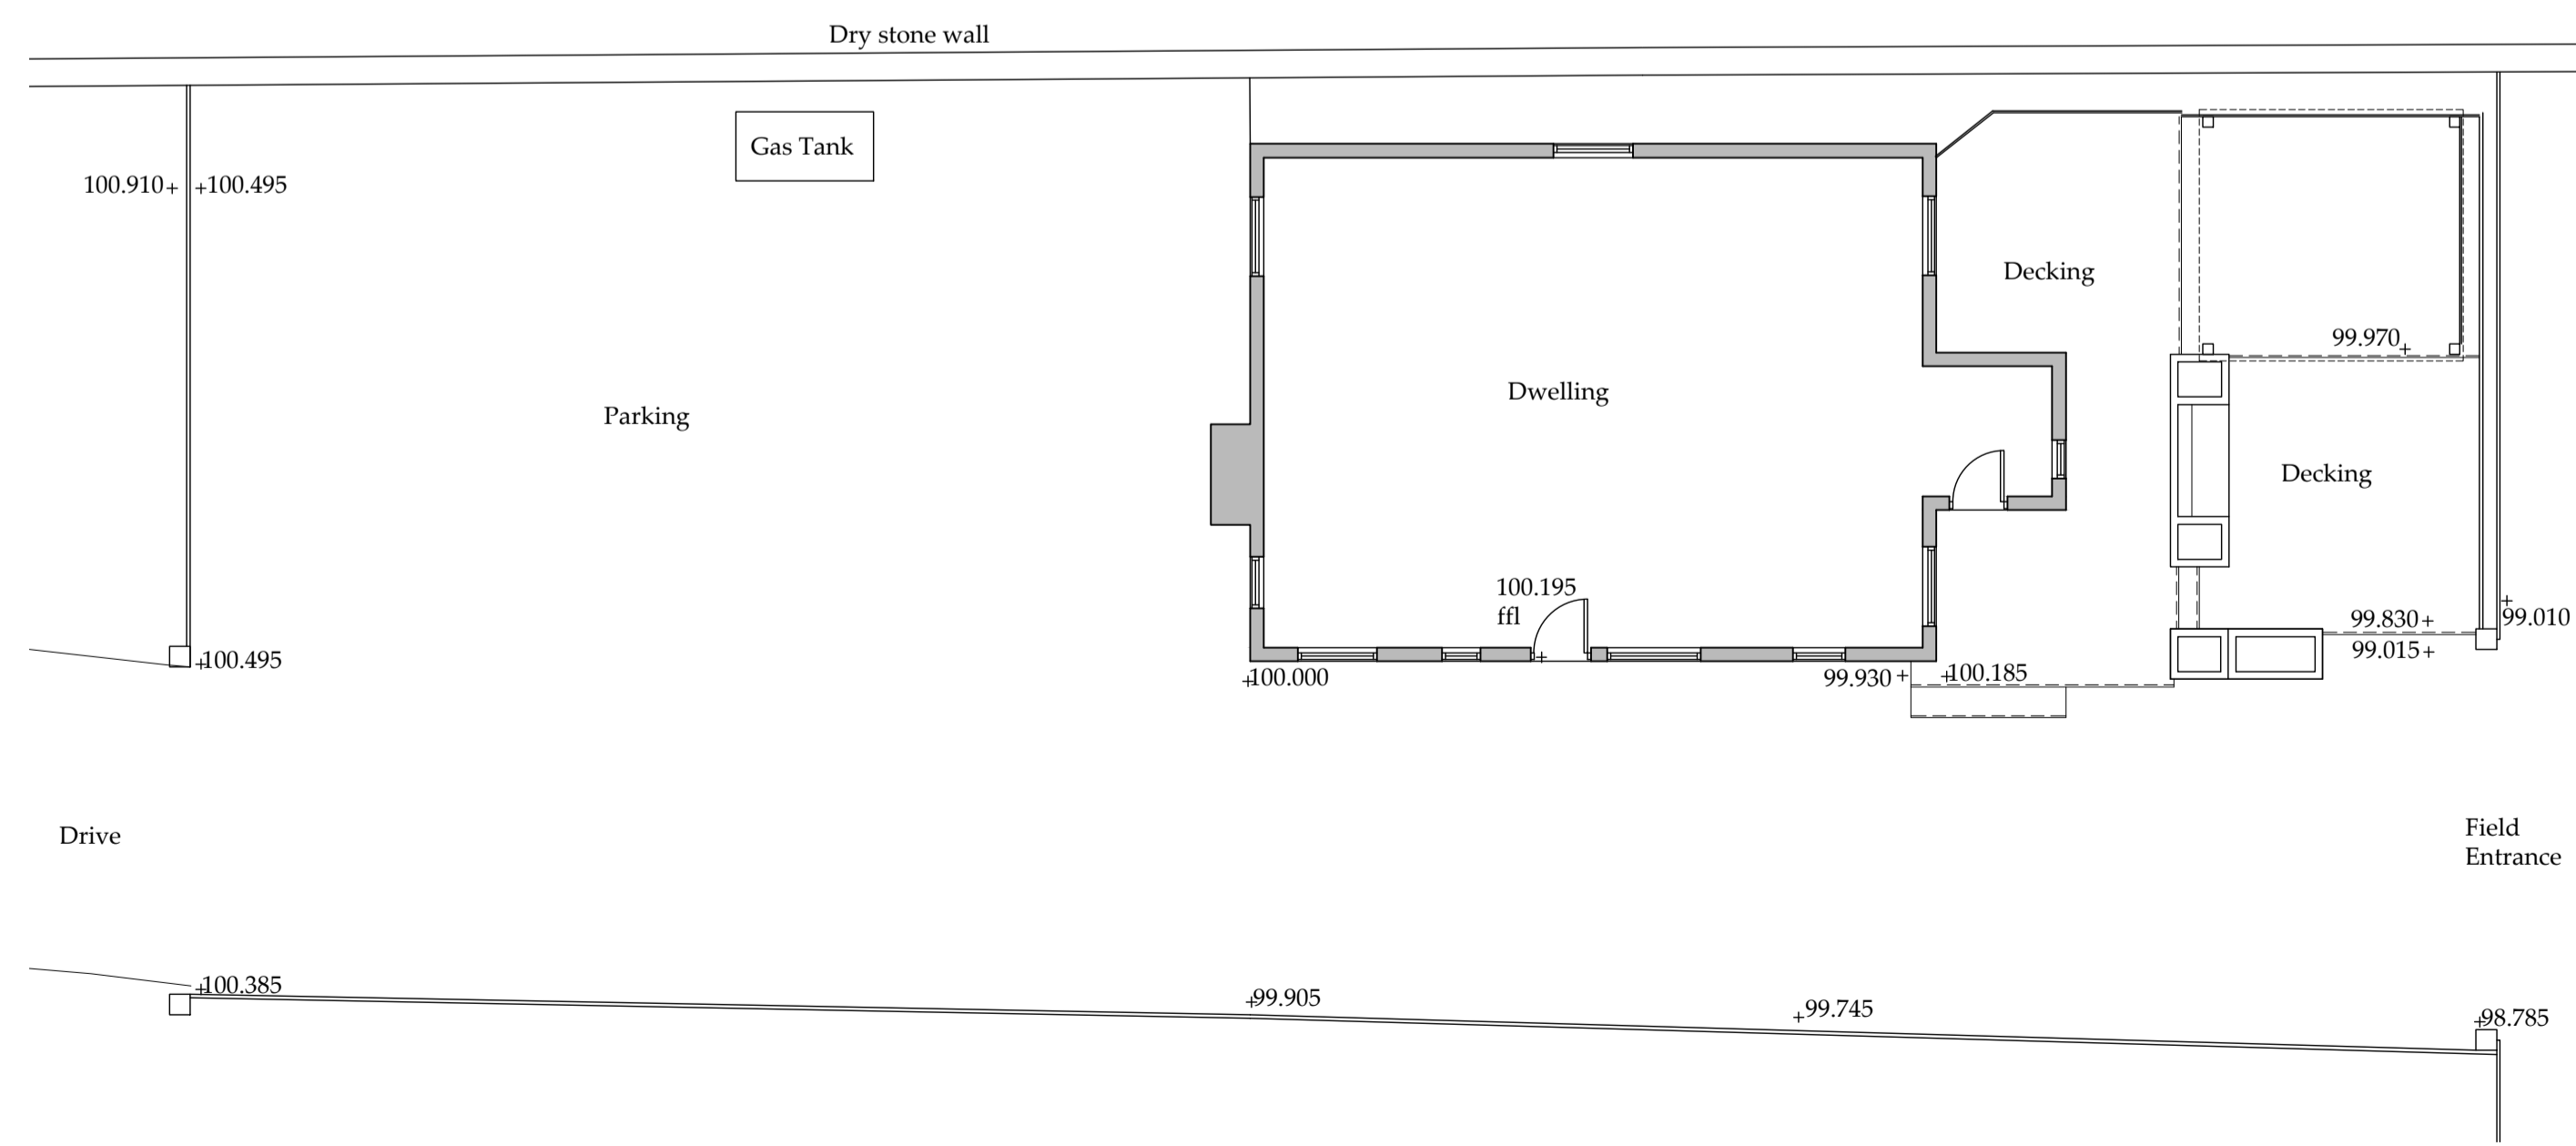 Dry stone wall
Gas Tank
100.910+ +100.495
Decking
99.970+
Dwelling
Parking
Decking
100.195
ffl
99.830+
+99.010
99.015+
+100.495
+100.000
99.930+ +100.185
Drive
Field
Entrance
+100.385
+99.905
+99.745
+98.785